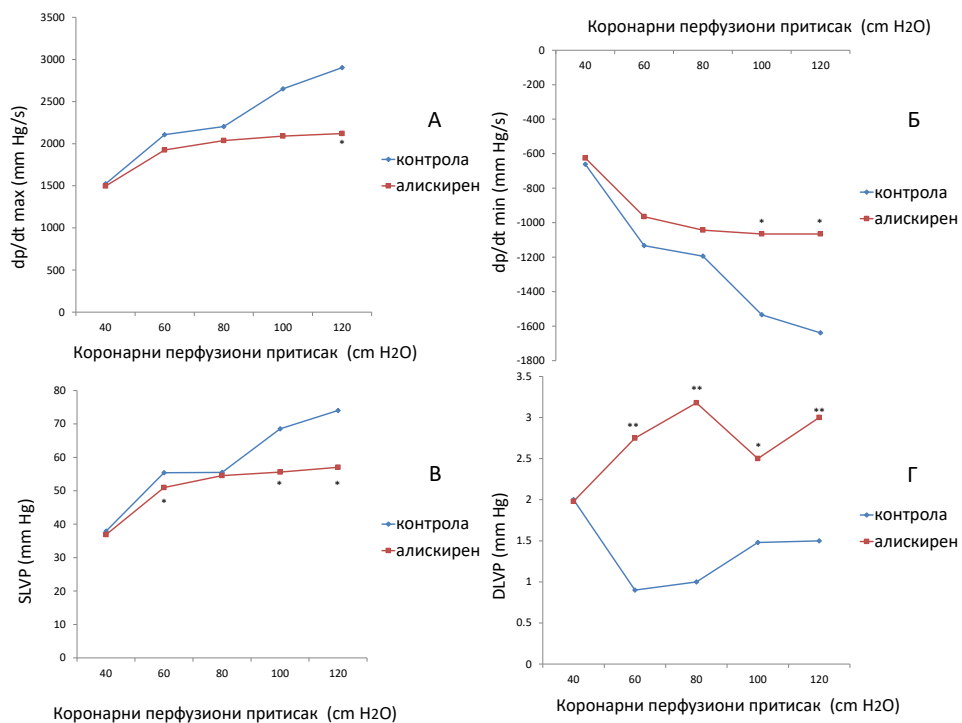 3500
3000
2500
2000
1500
1000
500
0
dp/dt max (mm Hg/s)
А
*
контрола
алискирен
40 60 80 100 120
Коронарни перфузиони притисак (cm H2O)
Коронарни перфузиони притисак (cm H2O)
0
-200
-400
-600
-800
-1000
-1200
-1400
-1600
-1800
40 60 80 100 120
dp/dt min (mm Hg/s)
Б
* *
контрола
алискирен
80
70
60
50
40
30
20
10
0
SLVP (mm Hg)
В
* * *
контрола
алискирен
40 60 80 100 120
Коронарни перфузиони притисак (cm H2O)
3.5
3
2.5
2
1.5
1
0.5
0
DLVP (mm Hg)
Г
** ** * **
контрола
алискирен
40 60 80 100 120
Коронарни перфузиони притисак (cm H2O)